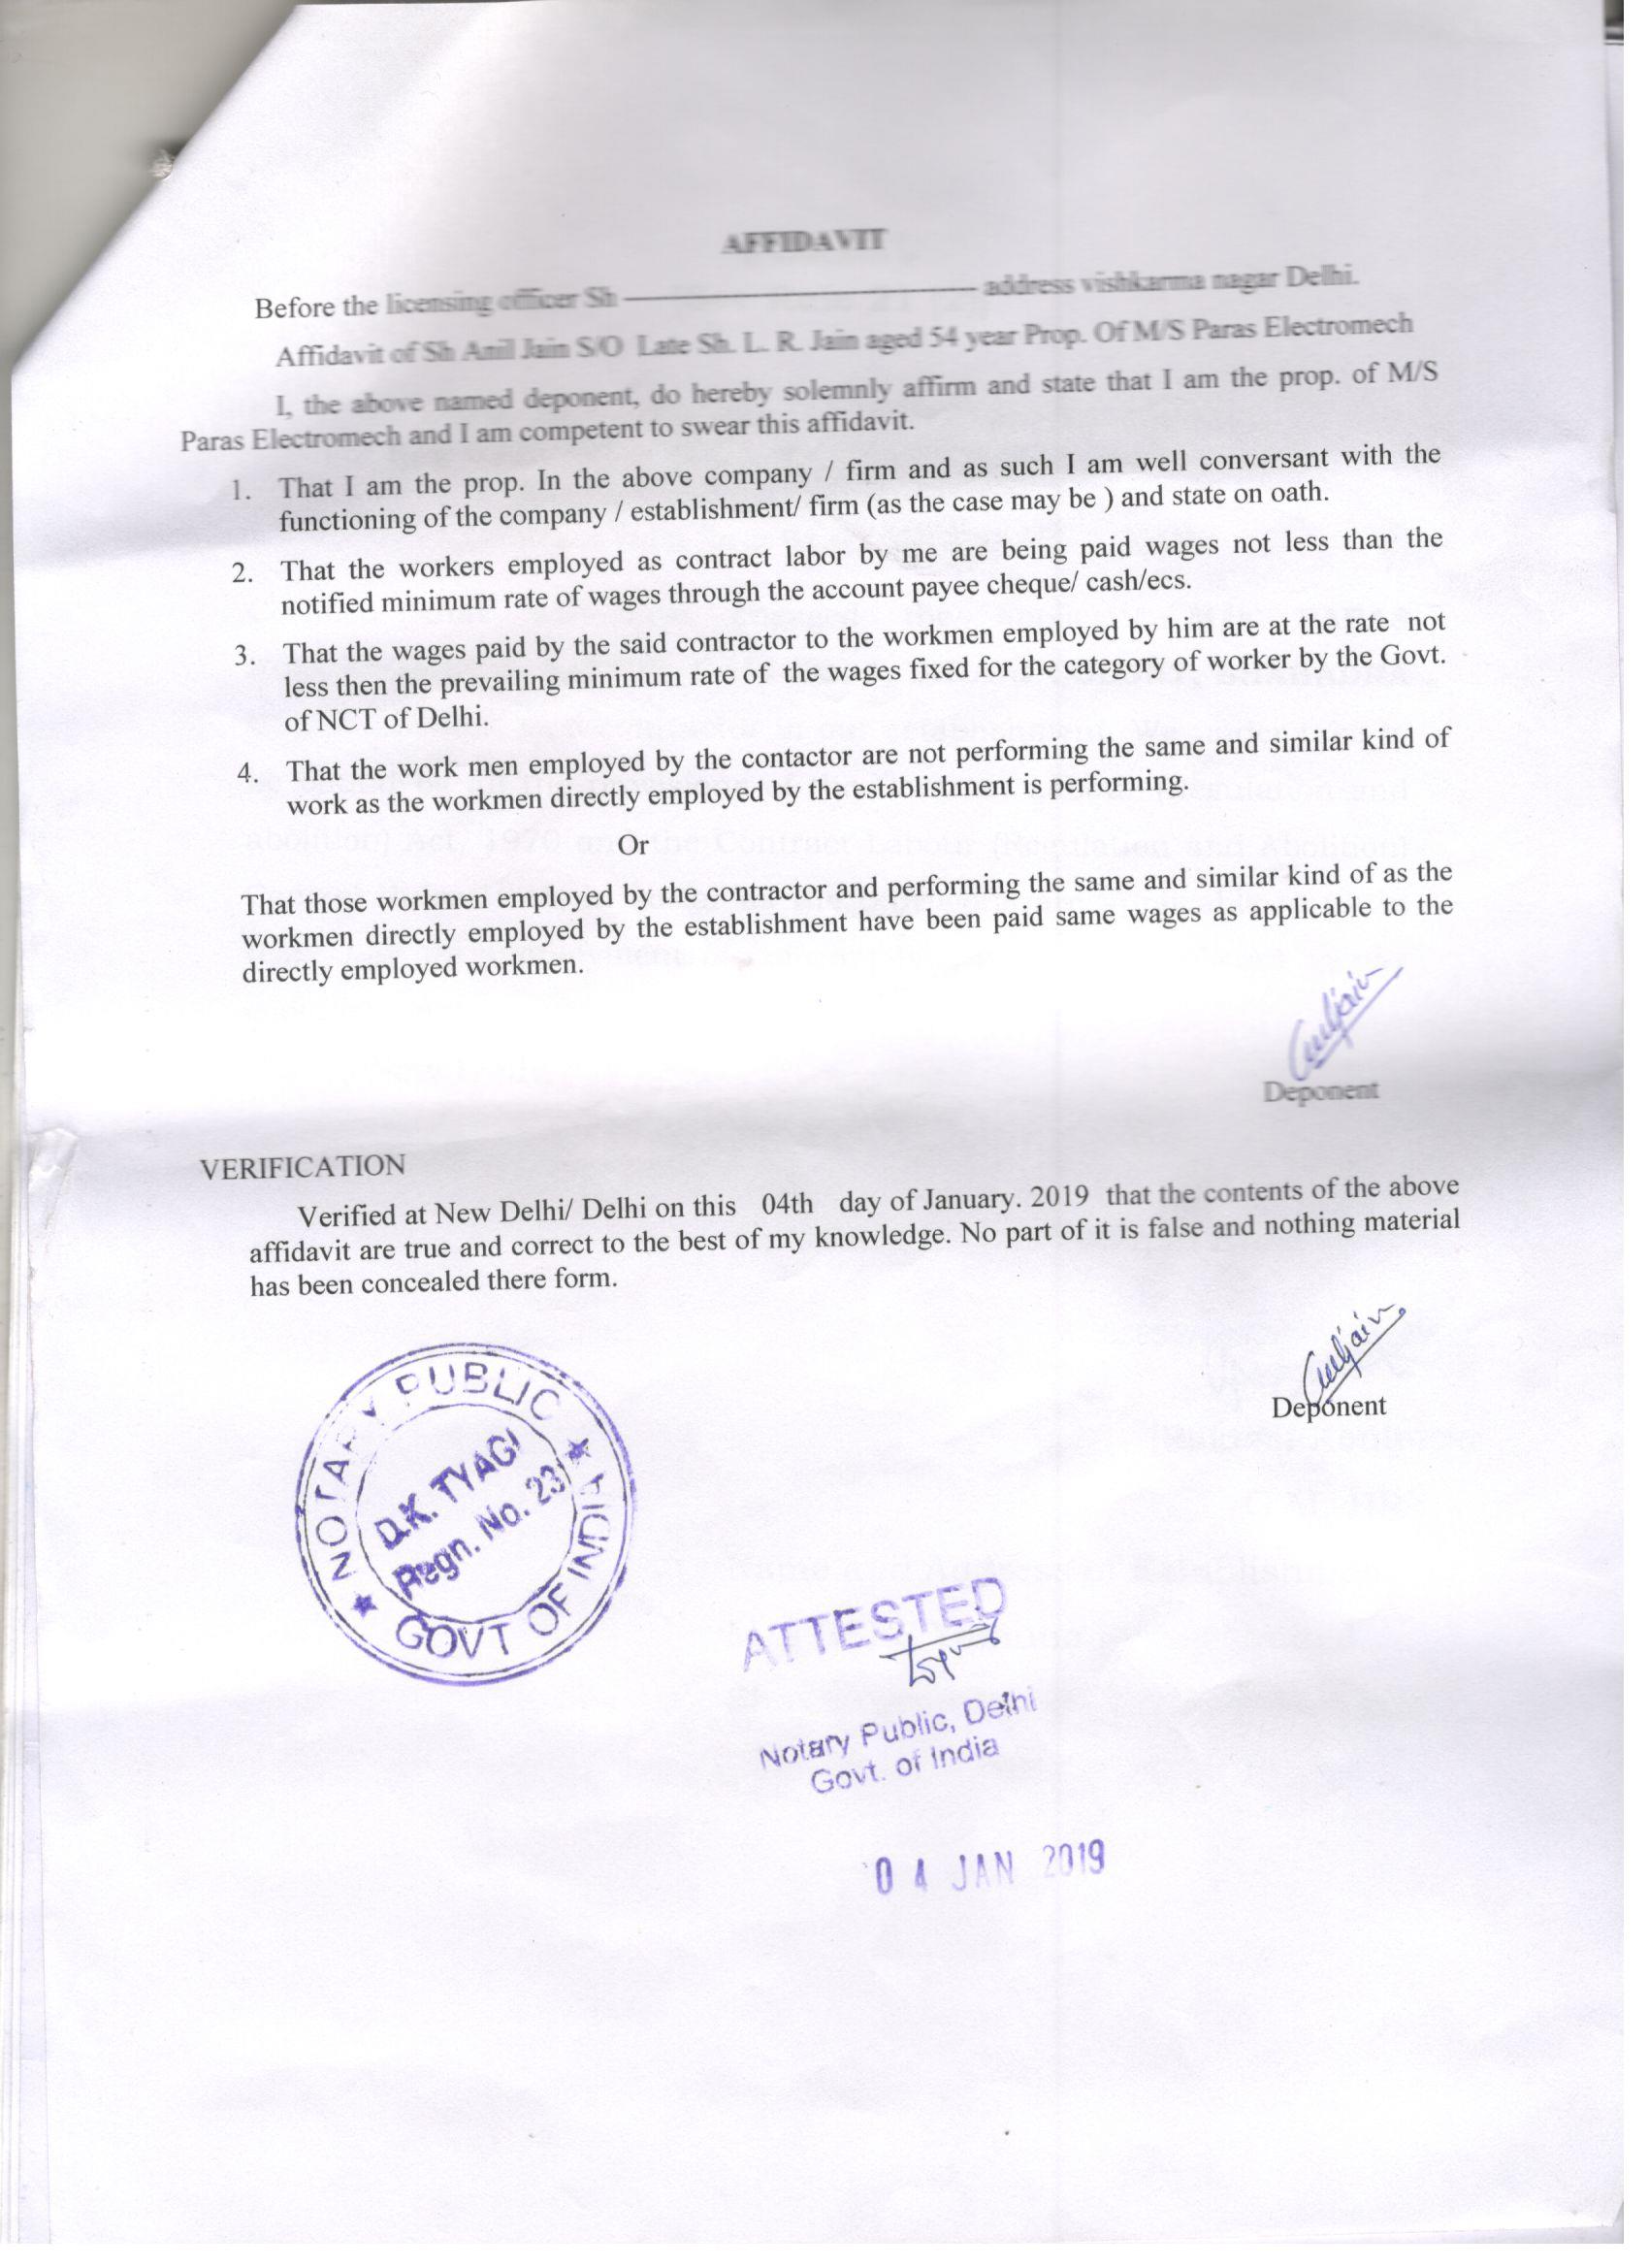 AFFIDAVIT
Before the licensing officer Sh ———————————— address vishkarma nagar Delhi.
Affidavit of Sh Anil Jain S/O Late Sh. L. R. Jain aged 54 year Prop. Of M/S Paras Electromech
I, the above named deponent, do hereby solemnly affirm and state that I am the prop. of M/S
Paras Electromech and I am competent to swear this affidavit.
1. That I am the prop. In the above company / firm and as such I am well conversant with the
functioning of the company / establishment/ firm (as the case may be ) and state on oath.
2. That the workers employed as contract labor by me are being paid wages not less than the
notified minimum rate of wages through the account payee cheque/ cash/ecs.
3. That the wages paid by the said contractor to the workmen employed by him are at the rate not
less then the prevailing minimum rate of the wages fixed for the category of worker by the Govt.
of NCT of Delhi.
4. That the work men employed by the contactor are not performing the same and similar kind of
work as the workmen directly employed by the establishment is performing.
Or
That those workmen employed by the contractor and performing the same and similar kind of as the
workmen directly employed by the establishment have been paid same wages as applicable to the
directly employed workmen.
Deponent
VERIFICATION
Verified at New Delhi/ Delhi on this 04th day of January. 2019 that the contents of the above
affidavit are true and correct to the best of my knowledge. No part of it is false and nothing material
has been concealed there form.
Deponent
NOTARY PUBLIC
D.K. TYAGI
Regn. No. 23
GOVT OF INDIA
ATTESTED
Notary Public, Delhi
Govt. of India
04 JAN 2019